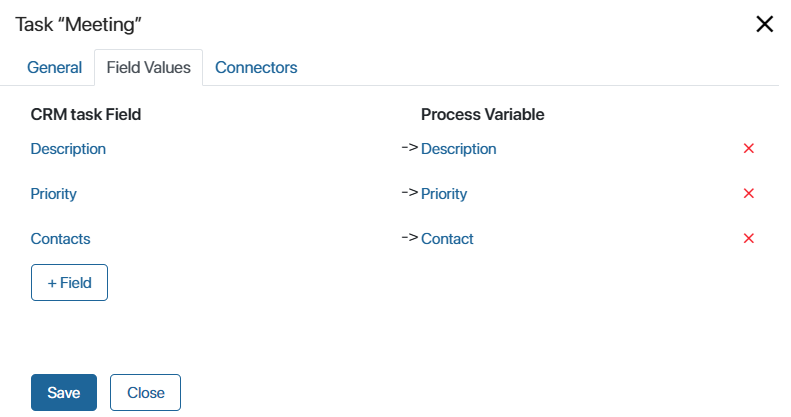 Task “Meeting”
General Field Values Connectors
CRM task Field Process Variable
Description -> Description
Priority -> Priority
Contacts -> Contact
+ Field
Save Close